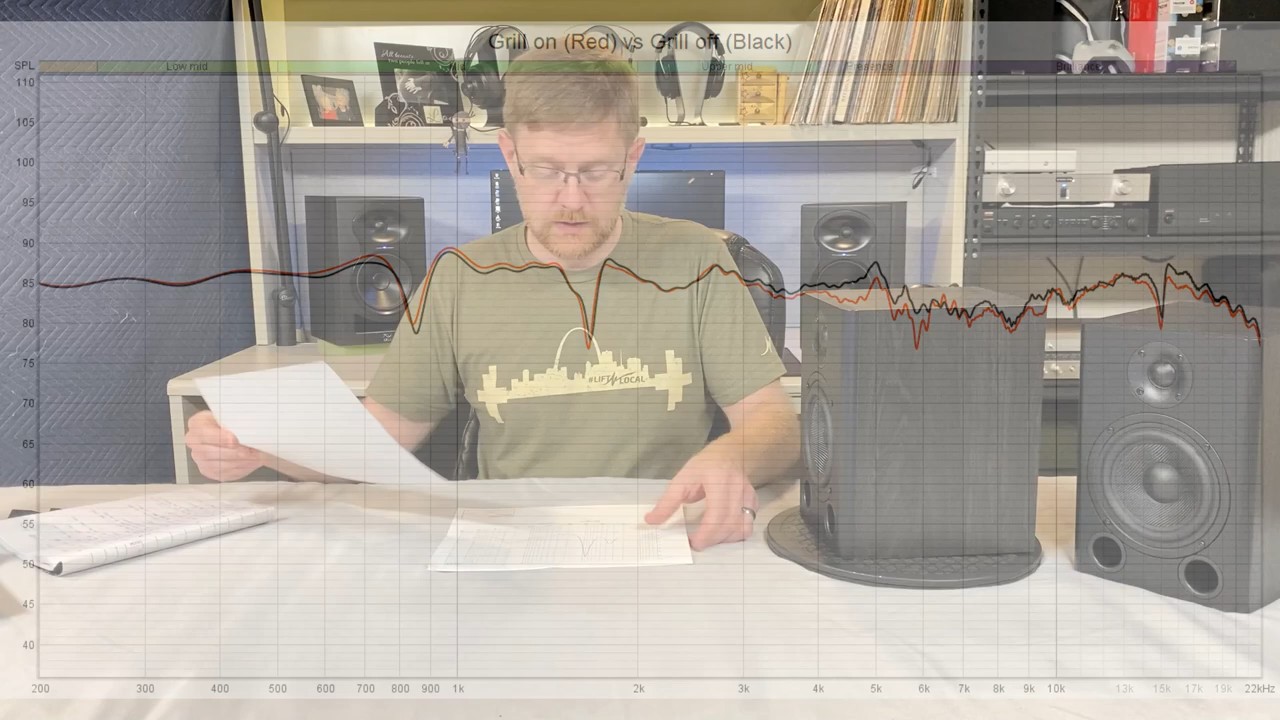 Grill on (Red) vs Grill off (Black)
SPL
Low mid
Upper mid
Presence
110
105
100
95
90
85
80
75
70
65
60
55
50
45
40
#LIFT LOCAL
200 300 400 500 600 700 800 900 1k 2k 3k 4k 5k 6k 7k 8k 9k 10k 13k 15k 17k 19k 22kHz